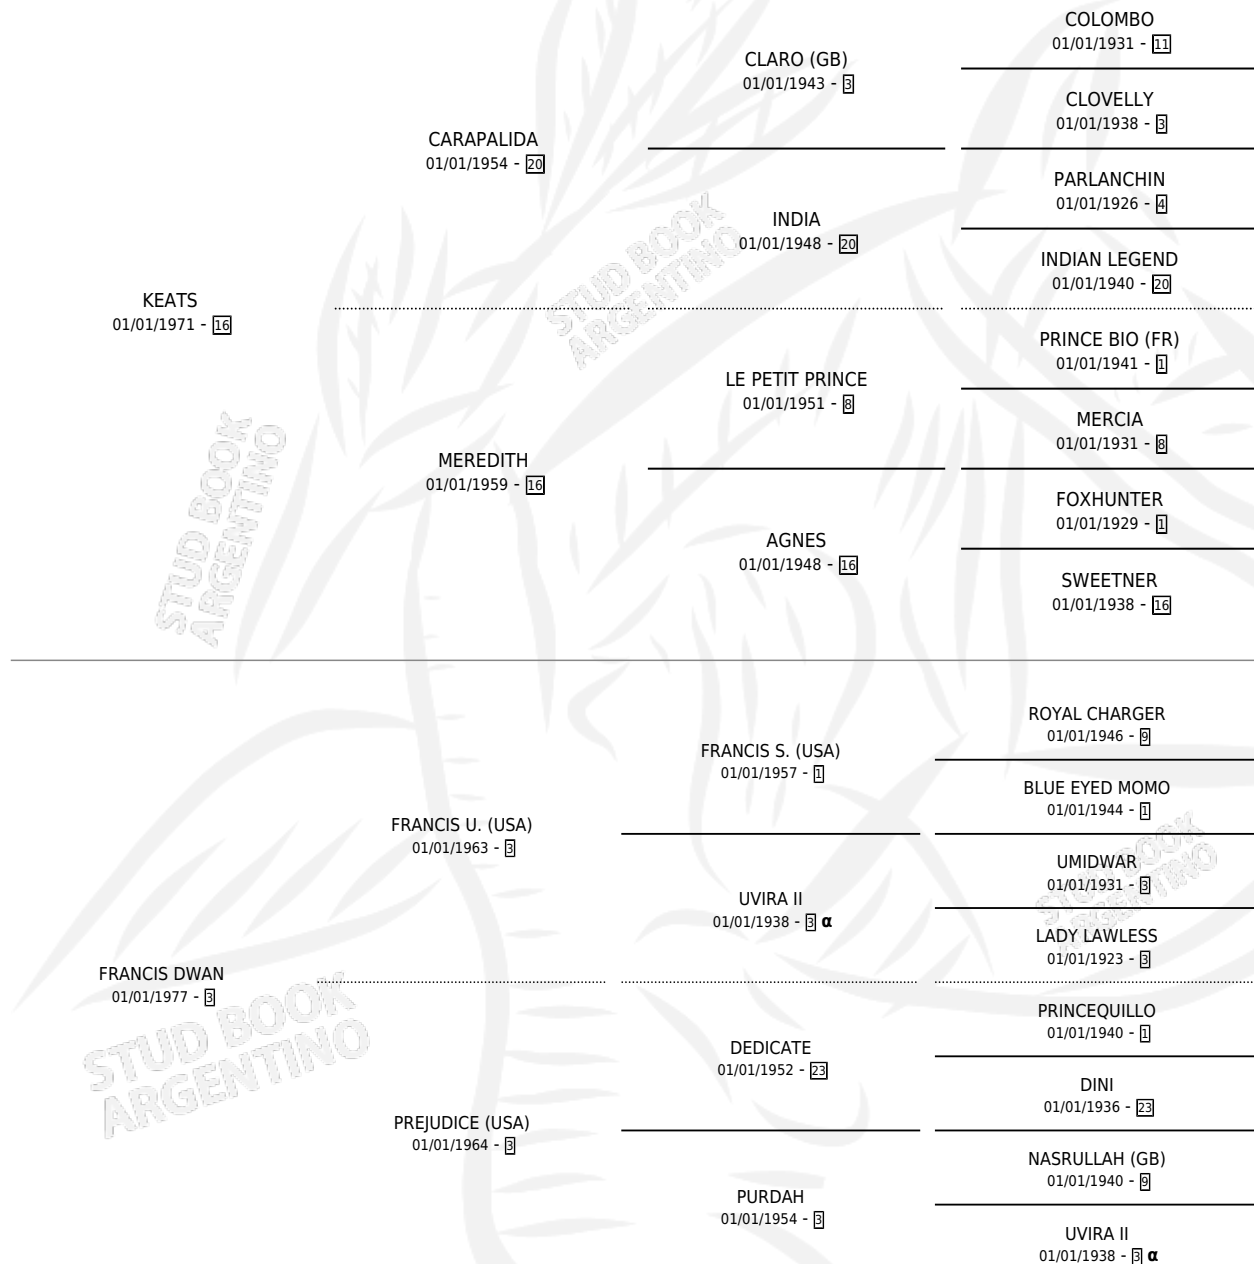 COLOMBO
01/01/1931 - 11
CLARO (GB)
01/01/1943 - 3
CLOVELLY
01/01/1938 - 3
CARAPALIDA
01/01/1954 - 20
PARLANCHIN
01/01/1926 - 4
INDIA
01/01/1948 - 20
INDIAN LEGEND
01/01/1940 - 20
KEATS
01/01/1971 - 16
PRINCE BIO (FR)
01/01/1941 - 1
LE PETIT PRINCE
01/01/1951 - 8
MERCIA
01/01/1931 - 8
MEREDITH
01/01/1959 - 16
FOXHUNTER
01/01/1929 - 1
AGNES
01/01/1948 - 16
SWEETNER
01/01/1938 - 16
ROYAL CHARGER
01/01/1946 - 9
FRANCIS S. (USA)
01/01/1957 - 1
BLUE EYED MOMO
01/01/1944 - 1
FRANCIS U. (USA)
01/01/1963 - 3
UMIDWAR
01/01/1931 - 3
UVIRA II
01/01/1938 - 3 α
LADY LAWLESS
01/01/1923 - 3
FRANCIS DWAN
01/01/1977 - 3
PRINCEQUILLO
01/01/1940 - 1
DEDICATE
01/01/1952 - 23
DINI
01/01/1936 - 23
PREJUDICE (USA)
01/01/1964 - 3
NASRULLAH (GB)
01/01/1940 - 9
PURDAH
01/01/1954 - 3
UVIRA II
01/01/1938 - 3 α
STUD BOOK
ARGENTINO
STUD BOOK
ARGENTINO
STUD BOOK
ARGENTINO
STUD BOOK
ARGENTINO